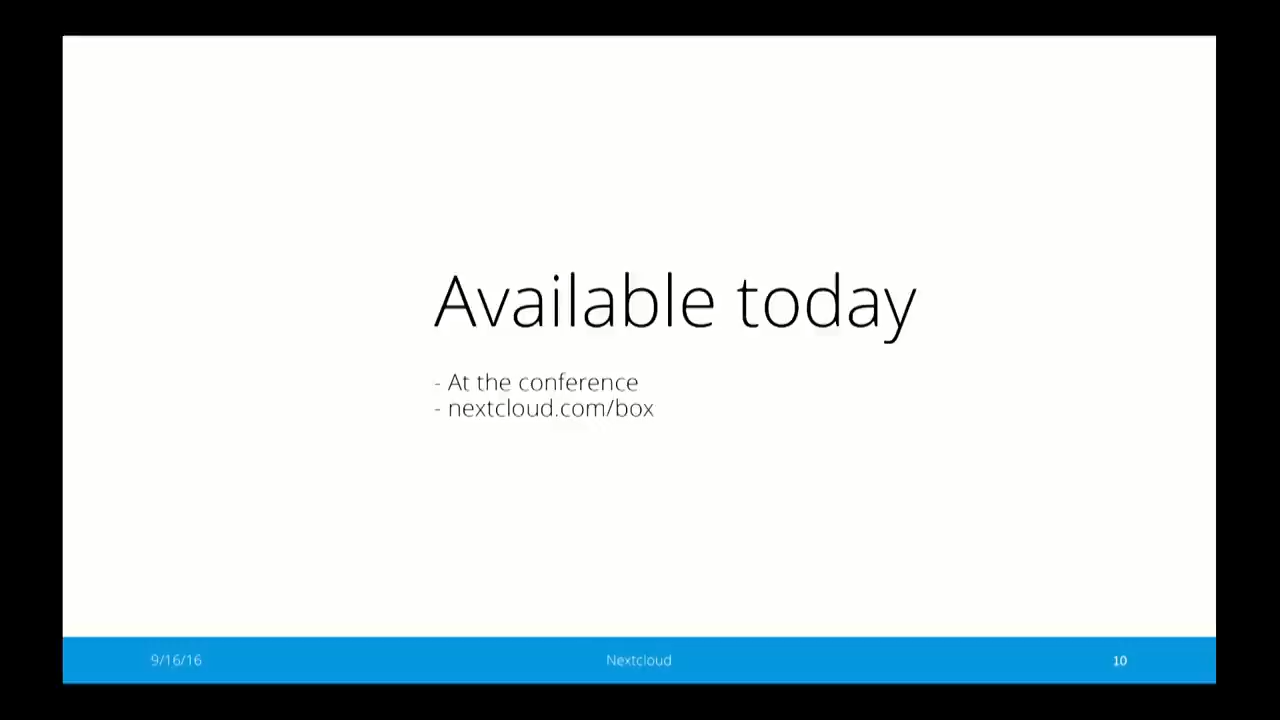 Available today
- At the conference
- nextcloud.com/box
9/16/16
Nextcloud
10